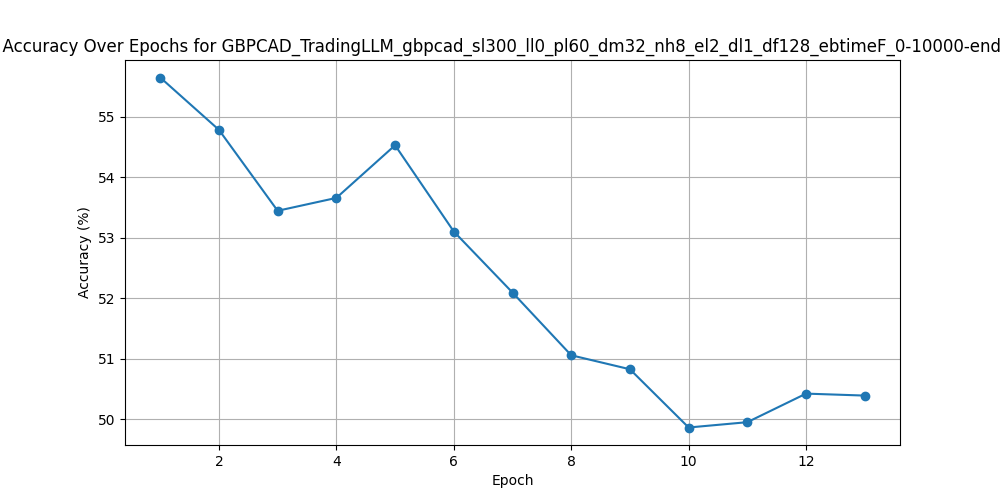 Accuracy Over Epochs for GBPCAD_TradingLLM_gbpcad_sl300_ll0_pl60_dm32_nh8_el2_dl1_df128_ebtimeF_0-10000-end
Accuracy (%)
55
54
53
52
51
50
2 4 6 8 10 12
Epoch